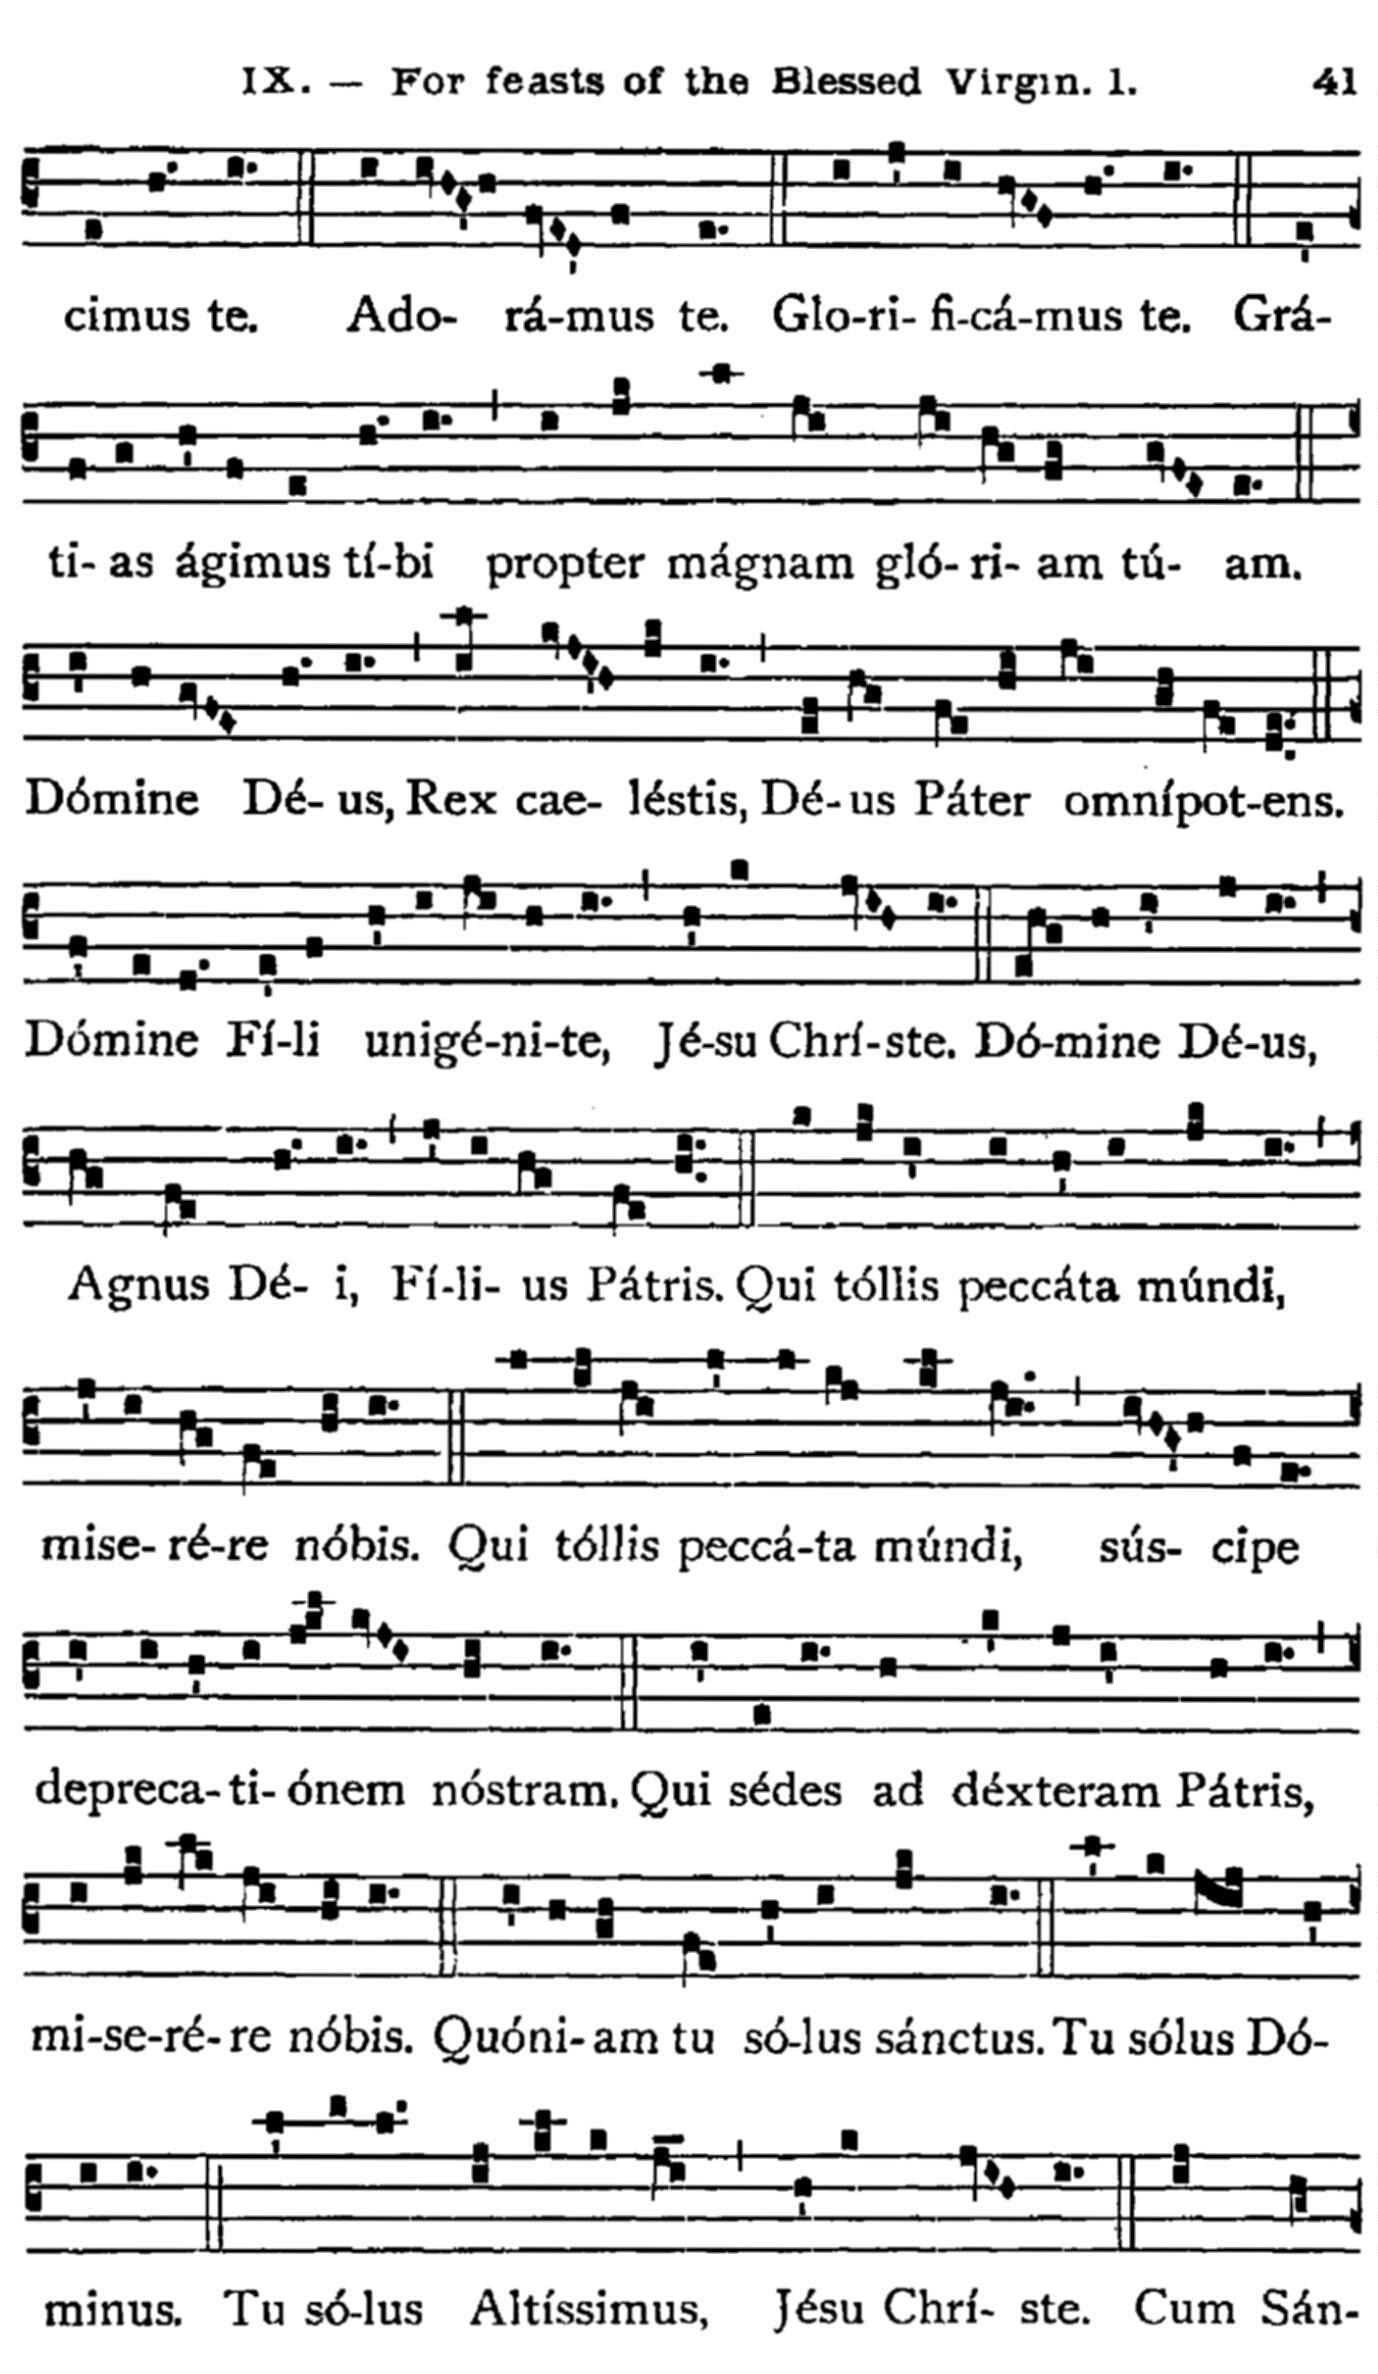 IX. — For feasts of the Blessed Virgin. 1. 41
cimus te. Ado- rá-mus te. Glo-ri- fi-cá-mus te. Grá-
ti- as ágimus tí-bi propter mágnam gló- ri- am tú- am.
Dómine Dé- us, Rex cae- léstis, Dé- us Páter omnípot-ens.
Dómine Fí-li unigé-ni-te, Jé-su Chrí-ste. Dó-mine Dé-us,
Agnus Dé- i, Fí-li- us Pátris. Qui tóllis peccáta múndi,
mise- ré-re nóbis. Qui tóllis peccá-ta múndi, sús- cipe
depreca- ti- ónem nóstram. Qui sédes ad déxteram Pátris,
mi-se-ré- re nóbis. Quóni- am tu só-lus sánctus. Tu sólus Dó-
minus. Tu só-lus Altíssimus, Jésu Chrí- ste. Cum Sán-